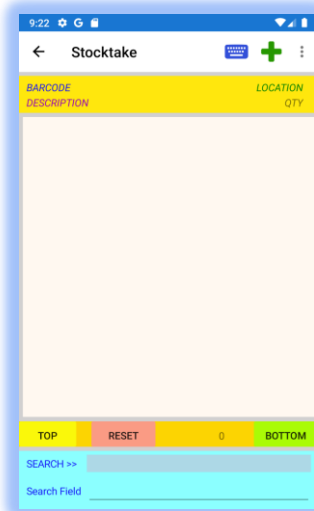 9:22 G
Stocktake
BARCODE LOCATION
DESCRIPTION QTY
TOP RESET 0 BOTTOM
SEARCH >>
Search Field